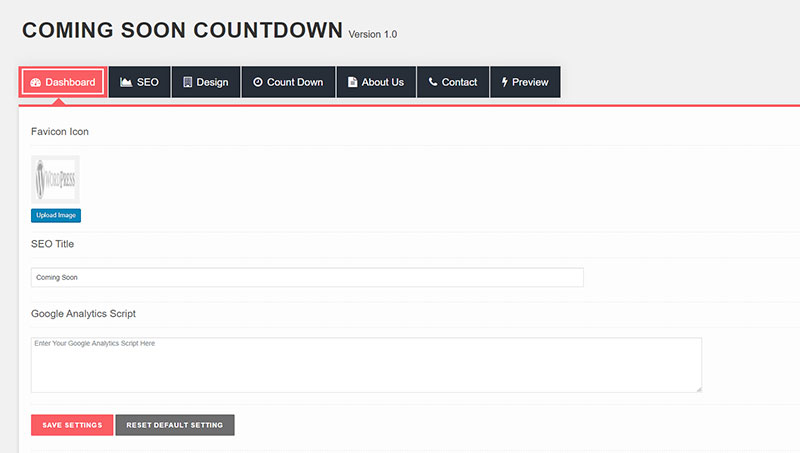 COMING SOON COUNTDOWN Version 1.0
Dashboard SEO Design Count Down About Us Contact Preview
Favicon Icon
WORDPRESS
Upload Image
SEO Title
Coming Soon
Google Analytics Script
Enter Your Google Analytics Script Here
SAVE SETTINGS RESET DEFAULT SETTING